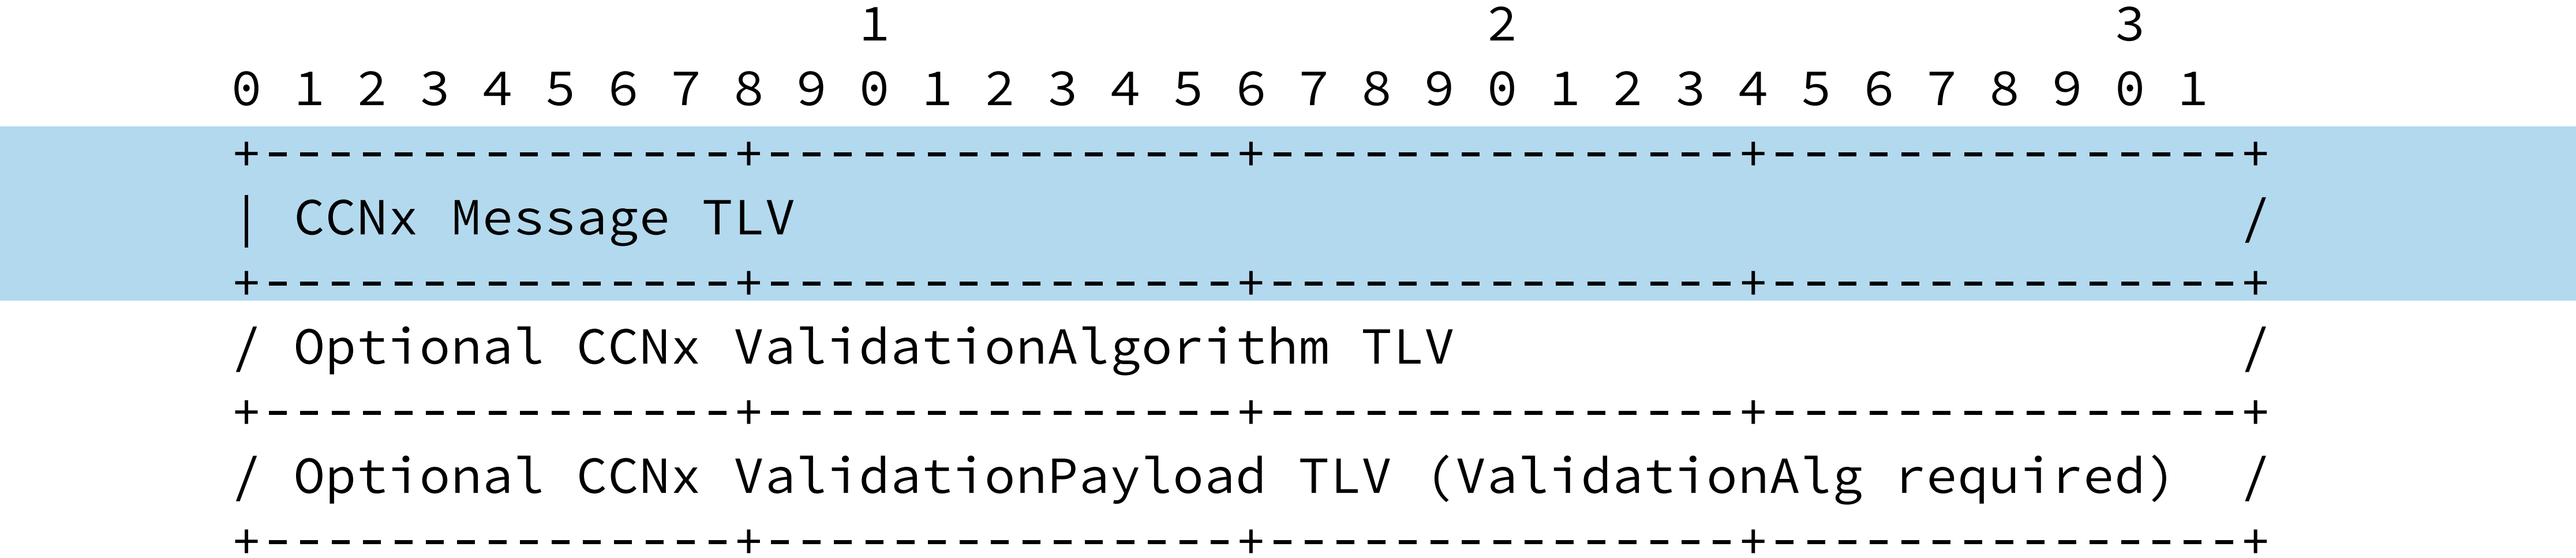 1                   2                   3
0 1 2 3 4 5 6 7 8 9 0 1 2 3 4 5 6 7 8 9 0 1 2 3 4 5 6 7 8 9 0 1
+---------------+---------------+---------------+---------------+
| CCNx Message TLV                                              /
+---------------+---------------+---------------+---------------+
/ Optional CCNx ValidationAlgorithm TLV                         /
+---------------+---------------+---------------+---------------+
/ Optional CCNx ValidationPayload TLV (ValidationAlg required)  /
+---------------+---------------+---------------+---------------+